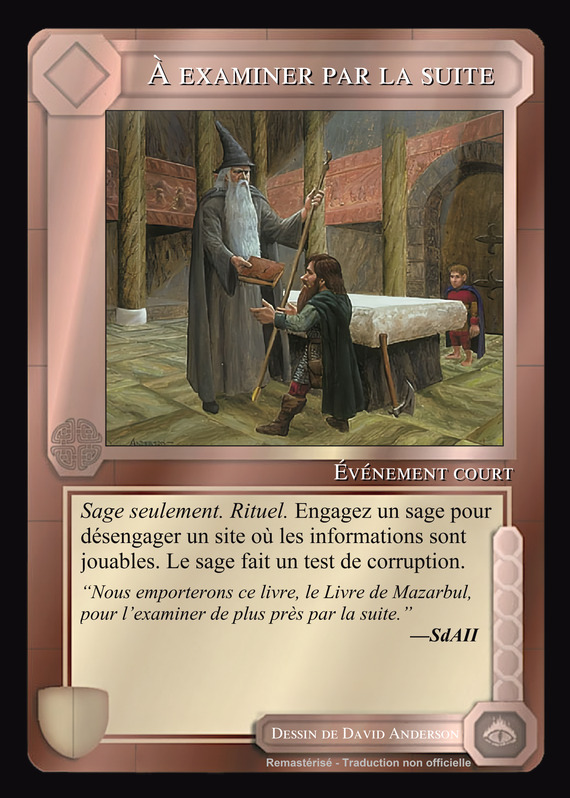 À EXAMINER PAR LA SUITE
ANDERSON
ÉVÉNEMENT COURT
Sage seulement. Rituel. Engagez un sage pour
désengager un site où les informations sont
jouables. Le sage fait un test de corruption.
“Nous emporterons ce livre, le Livre de Mazarbul,
pour l’examiner de plus près par la suite.”
—SdAII
DESSIN DE DAVID ANDERSON
Remastérisé - Traduction non officielle